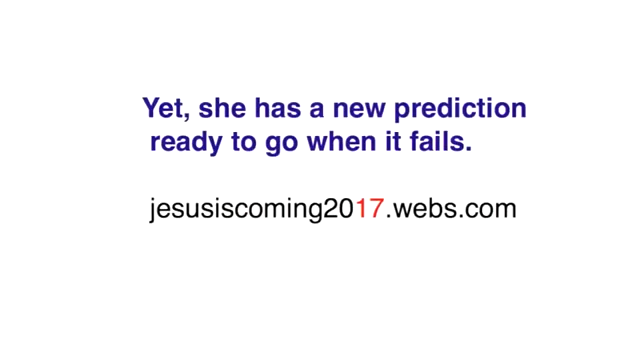 Yet, she has a new prediction
ready to go when it fails.
jesusiscoming2017.webs.com